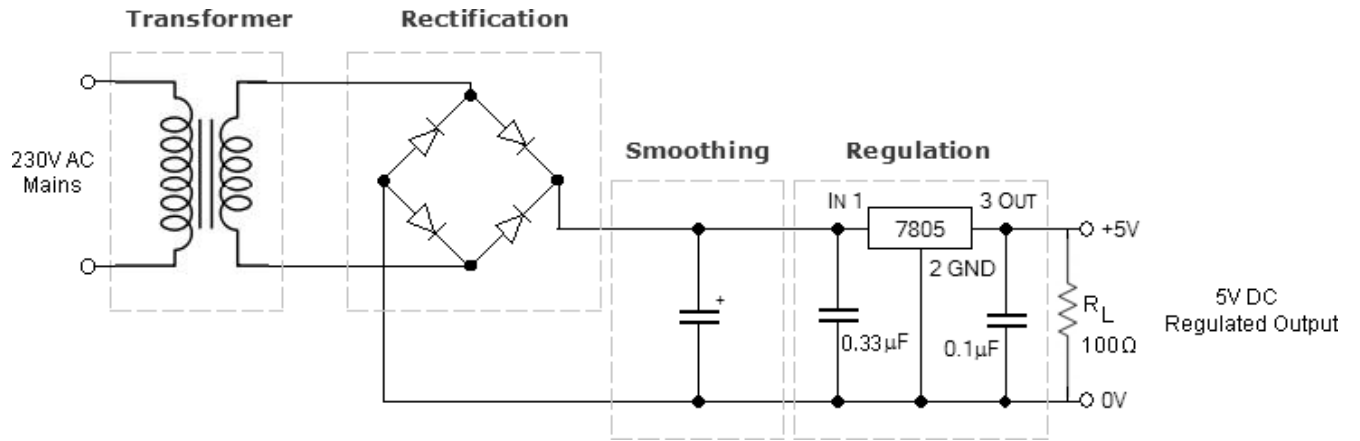 Transformer
Rectification
230V AC
Mains
Smoothing
Regulation
IN 1
7805
3 OUT
2 GND
+
0.33μF
0.1μF
+5V
RL
100Ω
0V
5V DC
Regulated Output